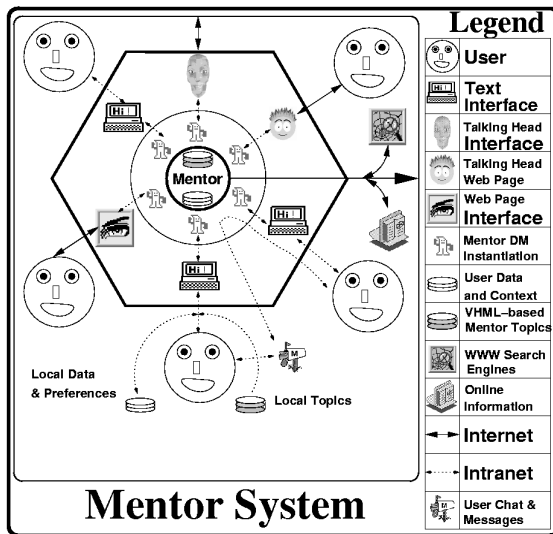 Legend
User
Hi
Text
Interface
Talking Head
Interface
Talking Head
Web Page
Web Page
Interface
Mentor DM
Instantiation
User Data
and Context
VHML-based
Mentor Topics
WWW Search
Engines
Online
Information
Internet
Intranet
M
User Chat &
Messages
Hi
Mentor
Hi
Hi
M
Local Data
& Preferences
Local Topics
Mentor System